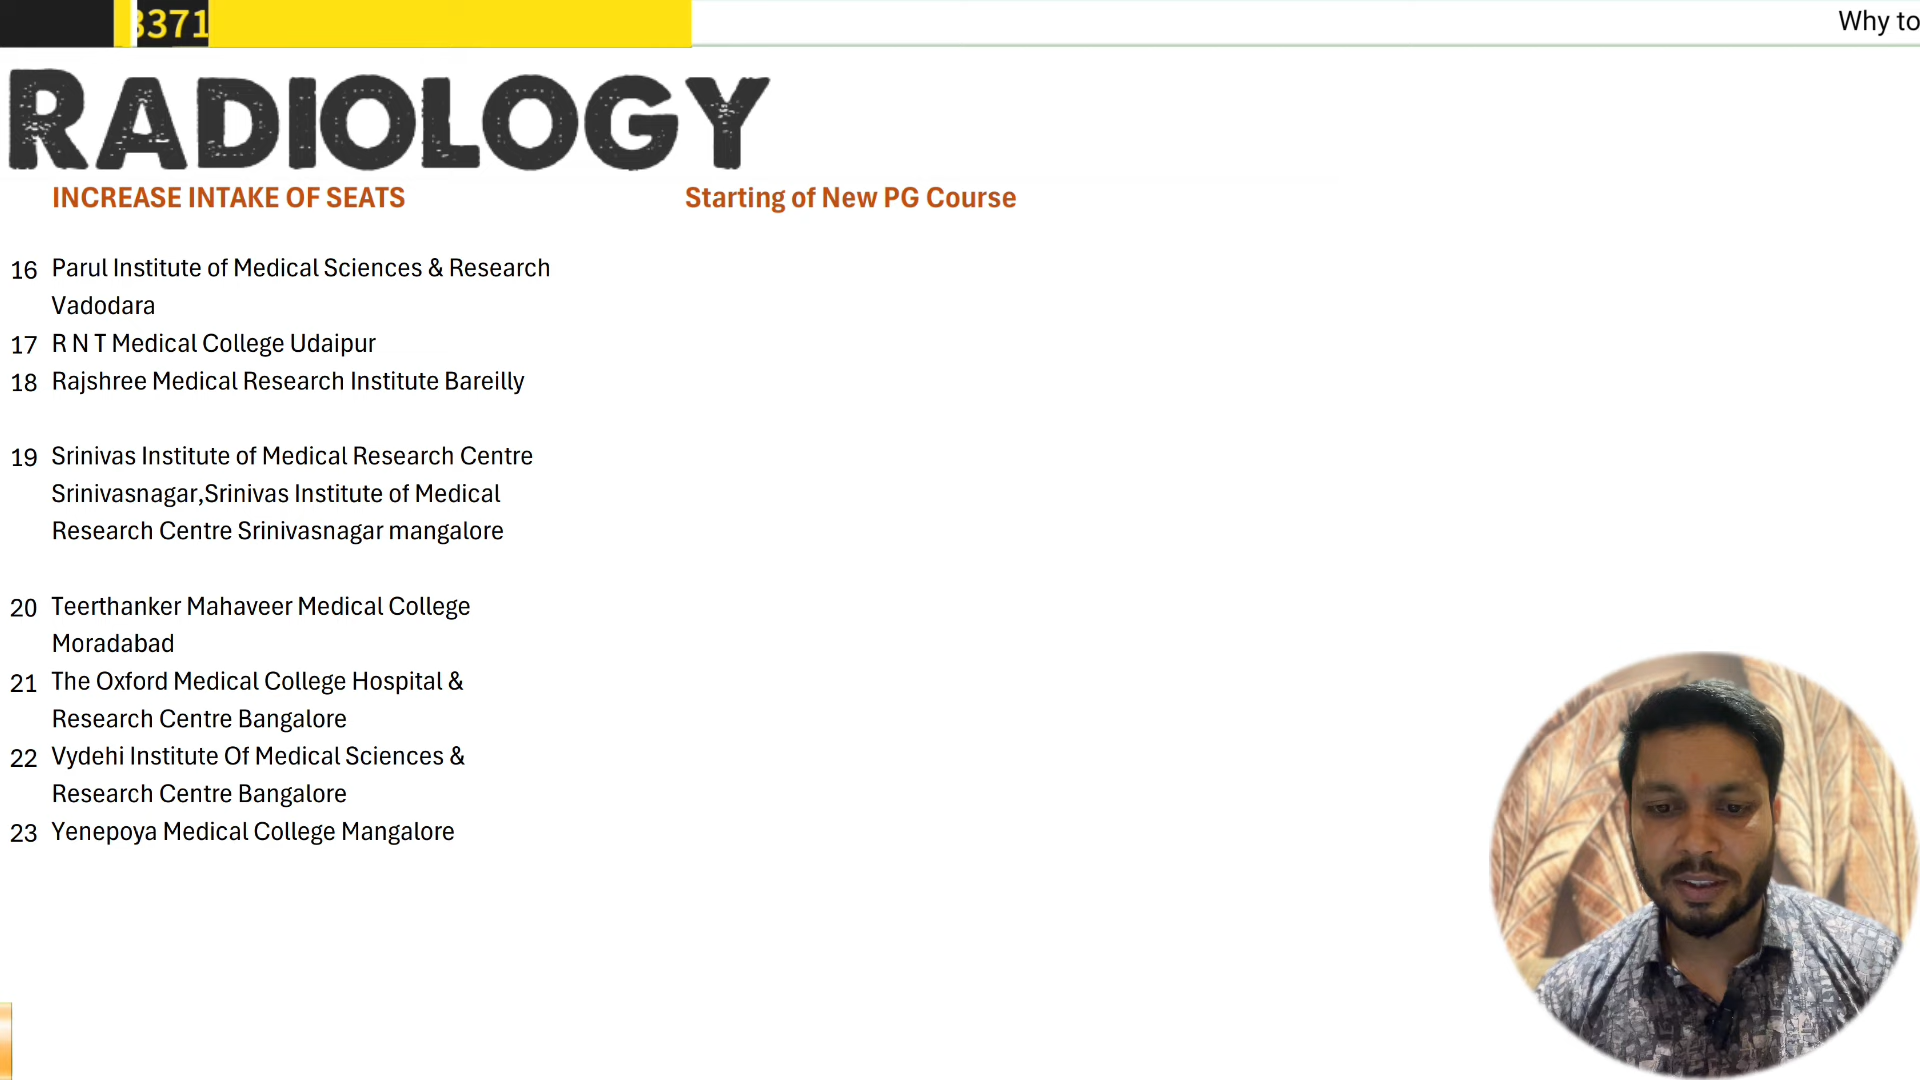 3371
Why to
RADIOLOGY
INCREASE INTAKE OF SEATS
Starting of New PG Course
16 Parul Institute of Medical Sciences & Research
Vadodara
17 R N T Medical College Udaipur
18 Rajshree Medical Research Institute Bareilly
19 Srinivas Institute of Medical Research Centre
Srinivasnagar,Srinivas Institute of Medical
Research Centre Srinivasnagar mangalore
20 Teerthanker Mahaveer Medical College
Moradabad
21 The Oxford Medical College Hospital &
Research Centre Bangalore
22 Vydehi Institute Of Medical Sciences &
Research Centre Bangalore
23 Yenepoya Medical College Mangalore